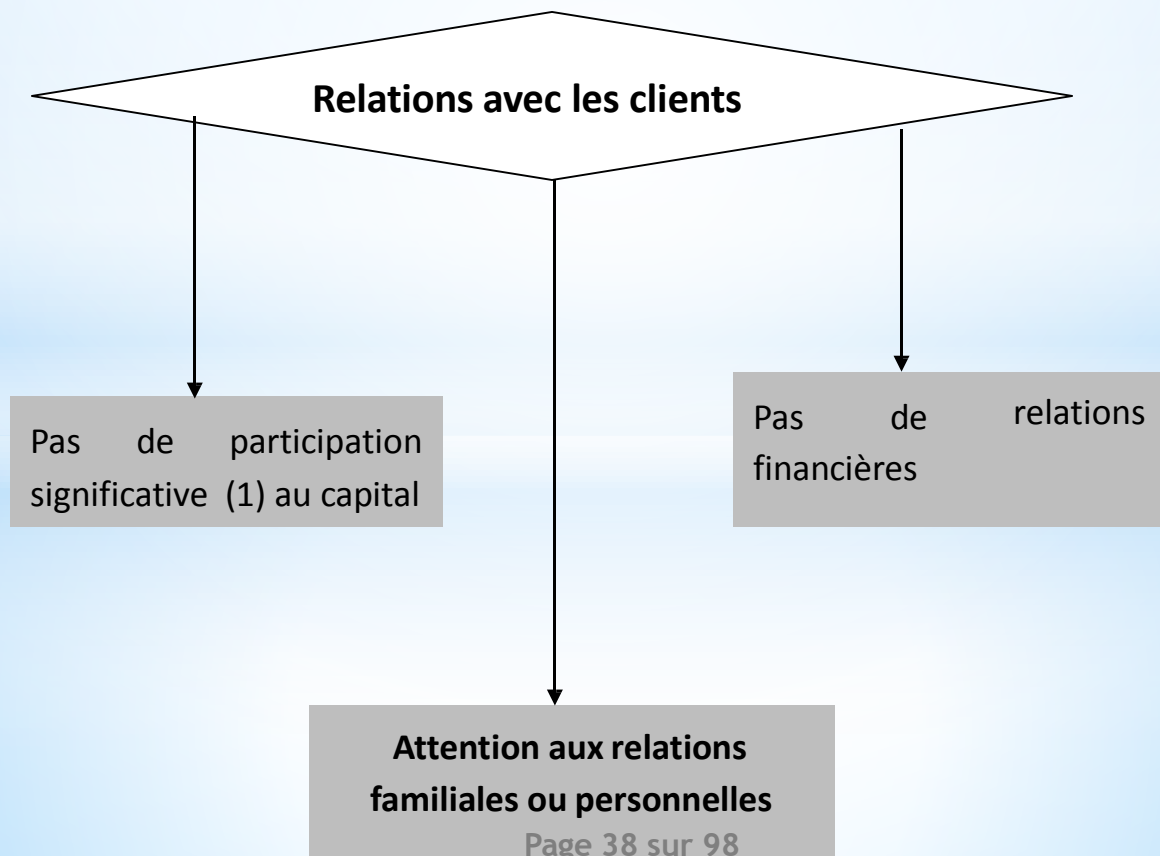 Relations avec les clients
Pas de participation
significative (1) au capital
Pas de relations
financières
Attention aux relations
familiales ou personnelles
Page 38 sur 98